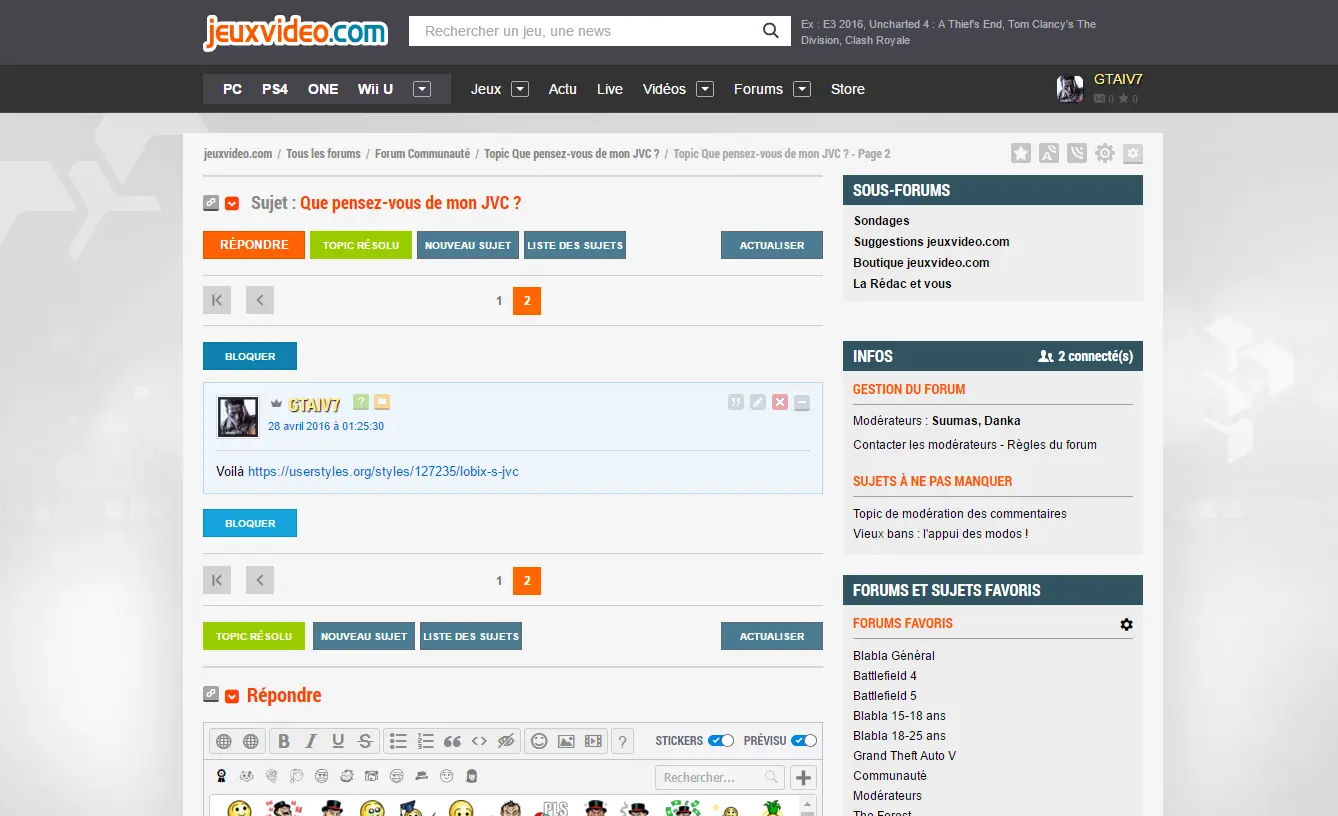 jeuxvideo.com
Rechercher un jeu, une news
Ex : E3 2016, Uncharted 4 : A Thief's End, Tom Clancy's The
Division, Clash Royale
PC PS4 ONE Wii U
Jeux Actu Live Vidéos Forums Store
GTAIV7
0 0
jeuxvideo.com / Tous les forums / Forum Communauté / Topic Que pensez-vous de mon JVC ? / Topic Que pensez-vous de mon JVC ? - Page 2
Sujet : Que pensez-vous de mon JVC ?
RÉPONDRE TOPIC RÉSOLU NOUVEAU SUJET LISTE DES SUJETS ACTUALISER
1 2
BLOQUER
GTAIV7
28 avril 2016 à 01:25:30
Voilà https://userstyles.org/styles/127235/lobix-s-jvc
BLOQUER
1 2
TOPIC RÉSOLU NOUVEAU SUJET LISTE DES SUJETS ACTUALISER
Répondre
B I U S STICKERS PRÉVISU
Rechercher...
PLS
SOUS-FORUMS
Sondages
Suggestions jeuxvideo.com
Boutique jeuxvideo.com
La Rédac et vous
INFOS 2 connecté(s)
GESTION DU FORUM
Modérateurs : Suumas, Danka
Contacter les modérateurs - Règles du forum
SUJETS À NE PAS MANQUER
Topic de modération des commentaires
Vieux bans : l'appui des modos !
FORUMS ET SUJETS FAVORIS
FORUMS FAVORIS
Blabla Général
Battlefield 4
Battlefield 5
Blabla 15-18 ans
Blabla 18-25 ans
Grand Theft Auto V
Communauté
Modérateurs
The Forest